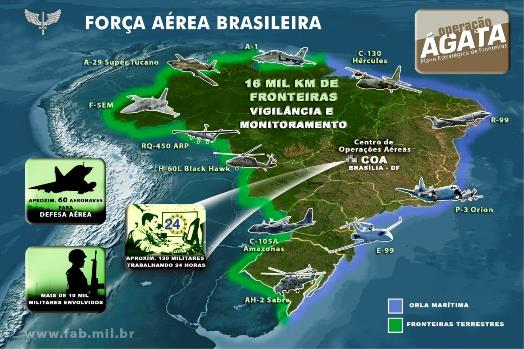 FORÇA AÉREA BRASILEIRA
operação
ÁGATA
Plano Estratégico de Fronteiras
A-1
A-29 Super Tucano
C-130
Hércules
F-5EM
16 MIL KM DE
FRONTEIRAS
VIGILÂNCIA E
MONITORAMENTO
R-99
RQ-450 ARP
Centro de
Operações Aéreas
COA
BRASÍLIA - DF
H-60L Black Hawk
APROXIM. 60 AERONAVES
PARA
DEFESA AÉREA
24
APROXIM. 130 MILITARES
TRABALHANDO 24 HORAS
P-3 Orion
C-105A
Amazonas
E-99
MAIS DE 10 MIL
MILITARES ENVOLVIDOS
AH-2 Sabre
ORLA MARÍTIMA
FRONTEIRAS TERRESTRES
www.fab.mil.br